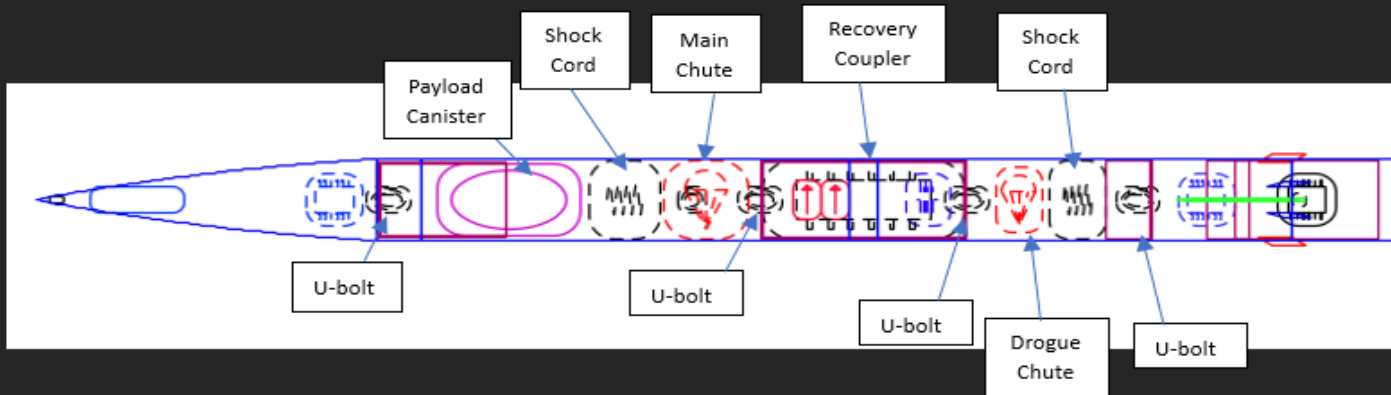 Shock
Cord
Main
Chute
Recovery
Coupler
Shock
Cord
Payload
Canister
U-bolt
U-bolt
U-bolt
Drogue
Chute
U-bolt